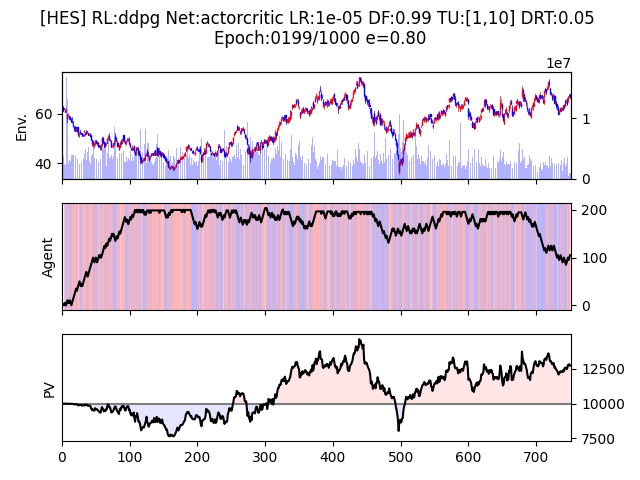 [HES] RL:ddpg Net:actorcritic LR:1e-05 DF:0.99 TU:[1,10] DRT:0.05
Epoch:0199/1000 e=0.80
1e7
Env.
60
40
1
0
Agent
200
100
0
PV
12500
10000
7500
0 100 200 300 400 500 600 700